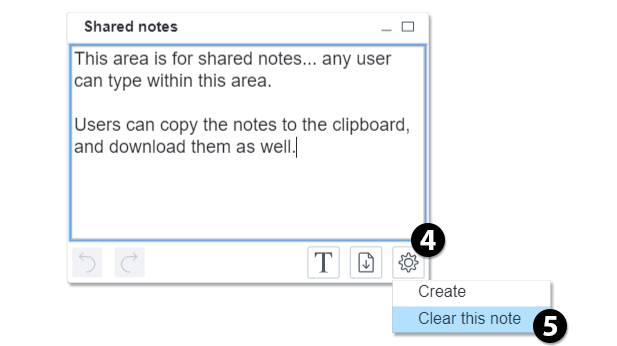 Shared notes
This area is for shared notes... any user
can type within this area.
Users can copy the notes to the clipboard,
and download them as well.
T
4
Create
Clear this note
5